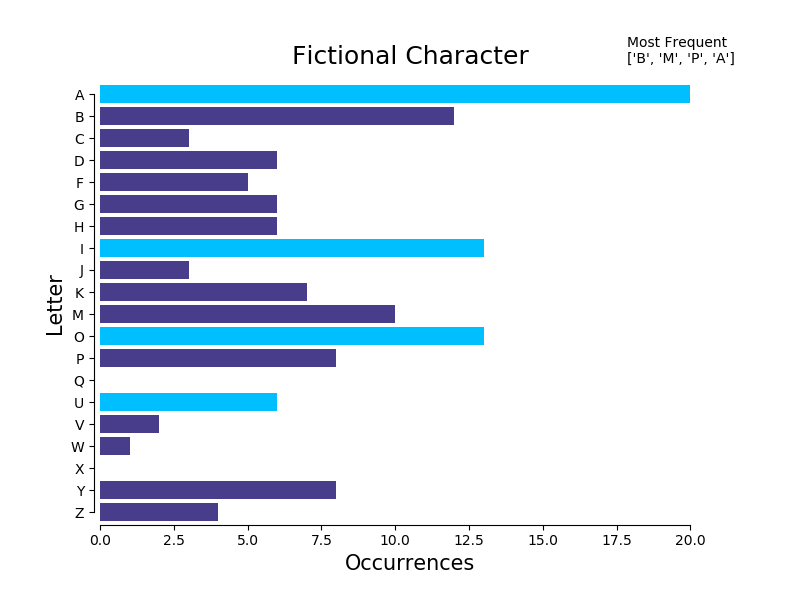 Most Frequent
['B', 'M', 'P', 'A']
Fictional Character
A
B
C
D
F
G
H
I
J
K
M
O
P
Q
U
V
W
X
Y
Z
Letter
0.0 2.5 5.0 7.5 10.0 12.5 15.0 17.5 20.0
Occurrences